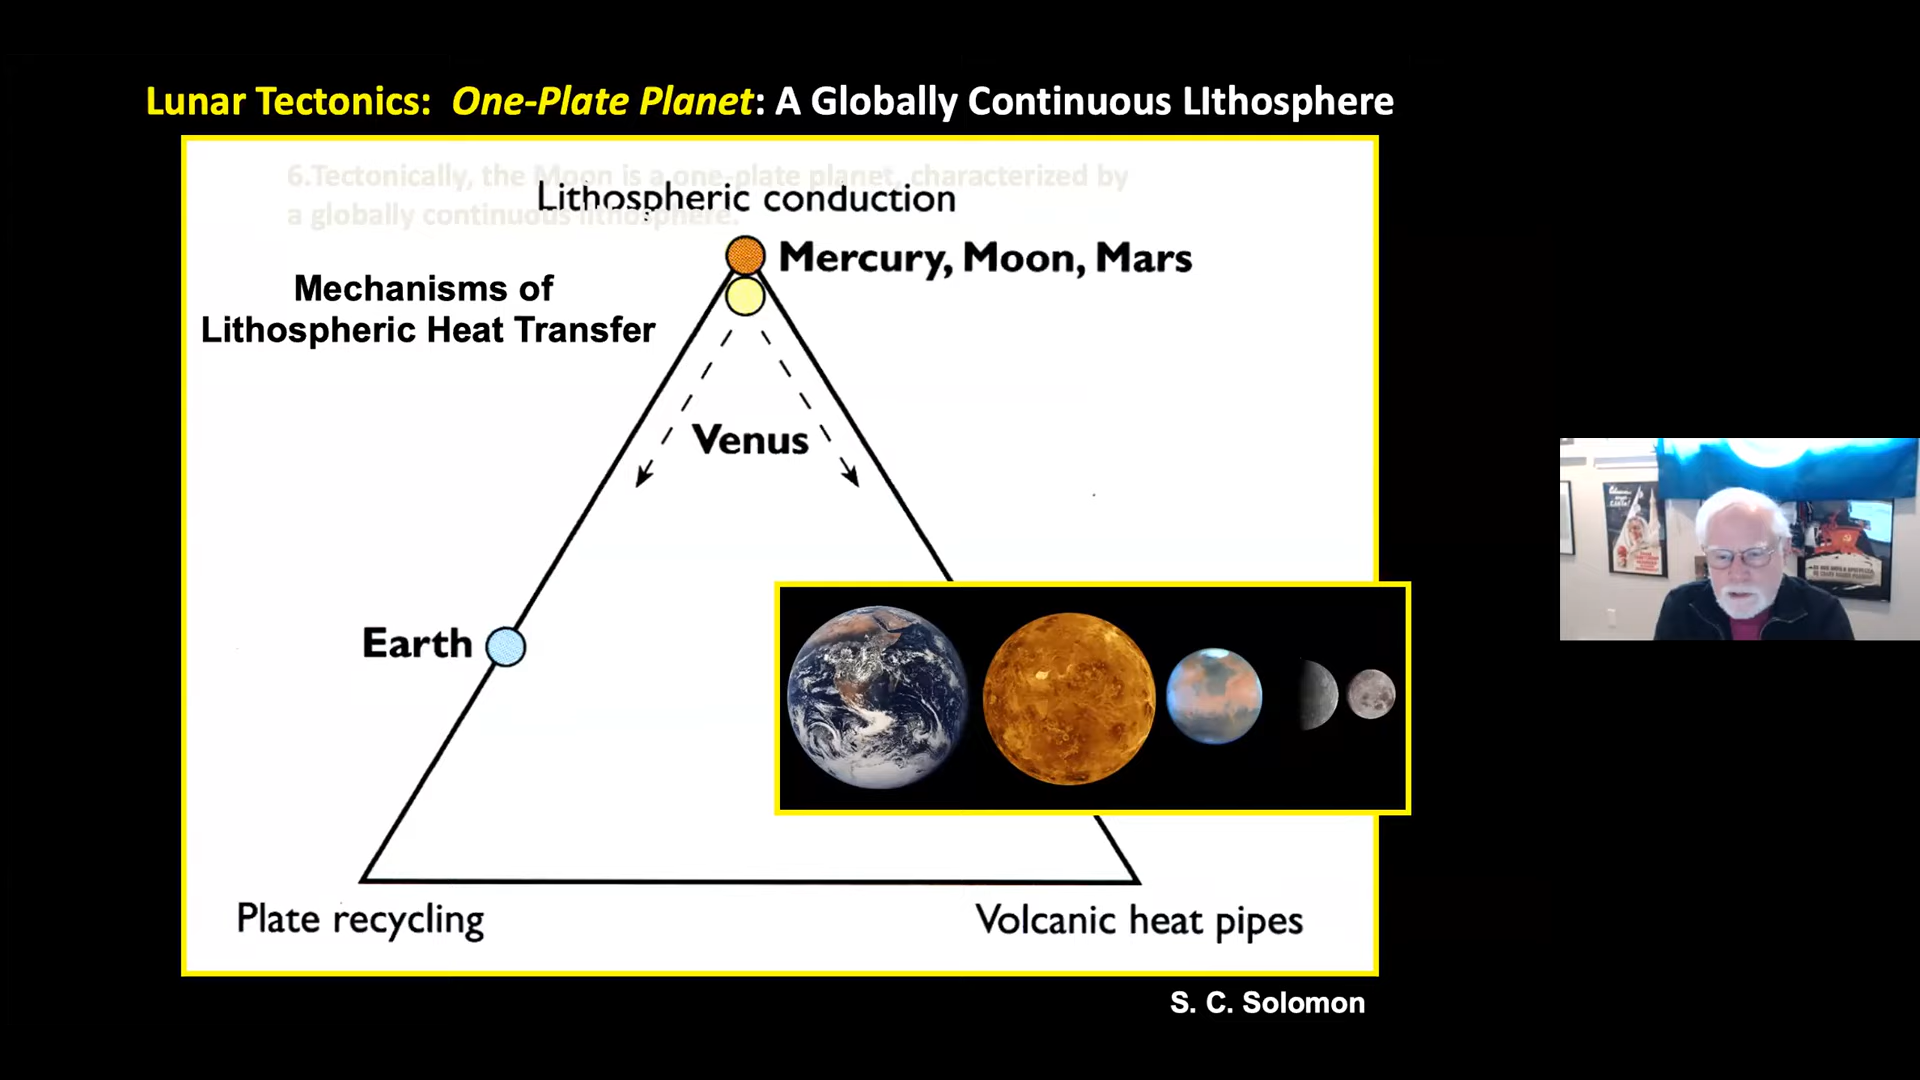 Lunar Tectonics: One-Plate Planet: A Globally Continuous LIthosphere
6.Tectonically, the Moon is a one-plate planet, characterized by
a globally continuous lithosphere.
Lithospheric conduction
Mercury, Moon, Mars
Mechanisms of
Lithospheric Heat Transfer
Venus
Earth
Plate recycling
Volcanic heat pipes
S. C. Solomon